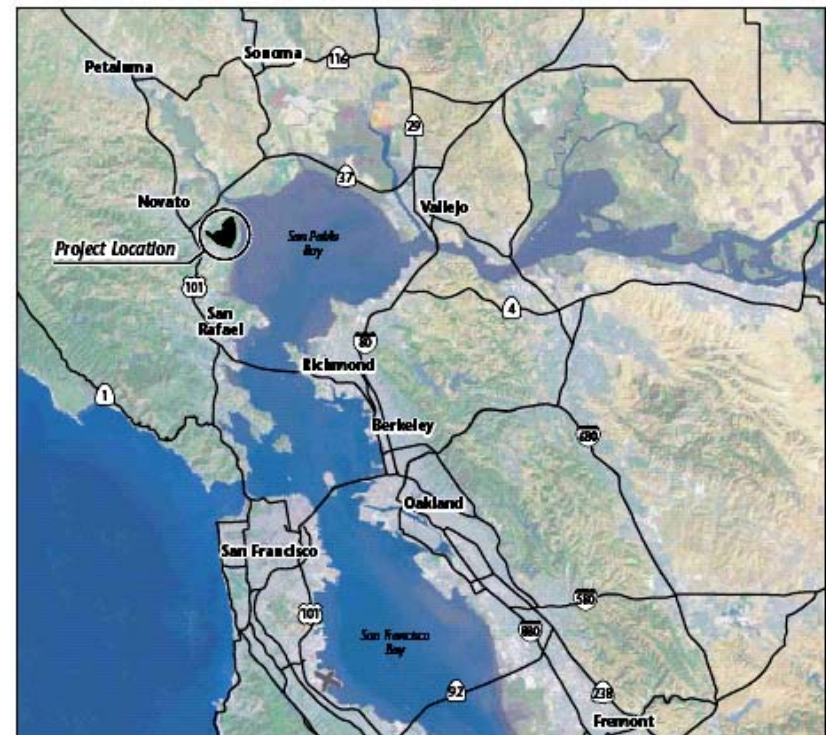 Sonoma
116
Petaluma
29
37
Novato
Vallejo
San Pablo
Bay
Project Location
101
San
Rafael
4
80
Richmond
1
Berkeley
680
Oakland
San Francisco
580
101
880
San Francisco
Bay
92
238
Fremont